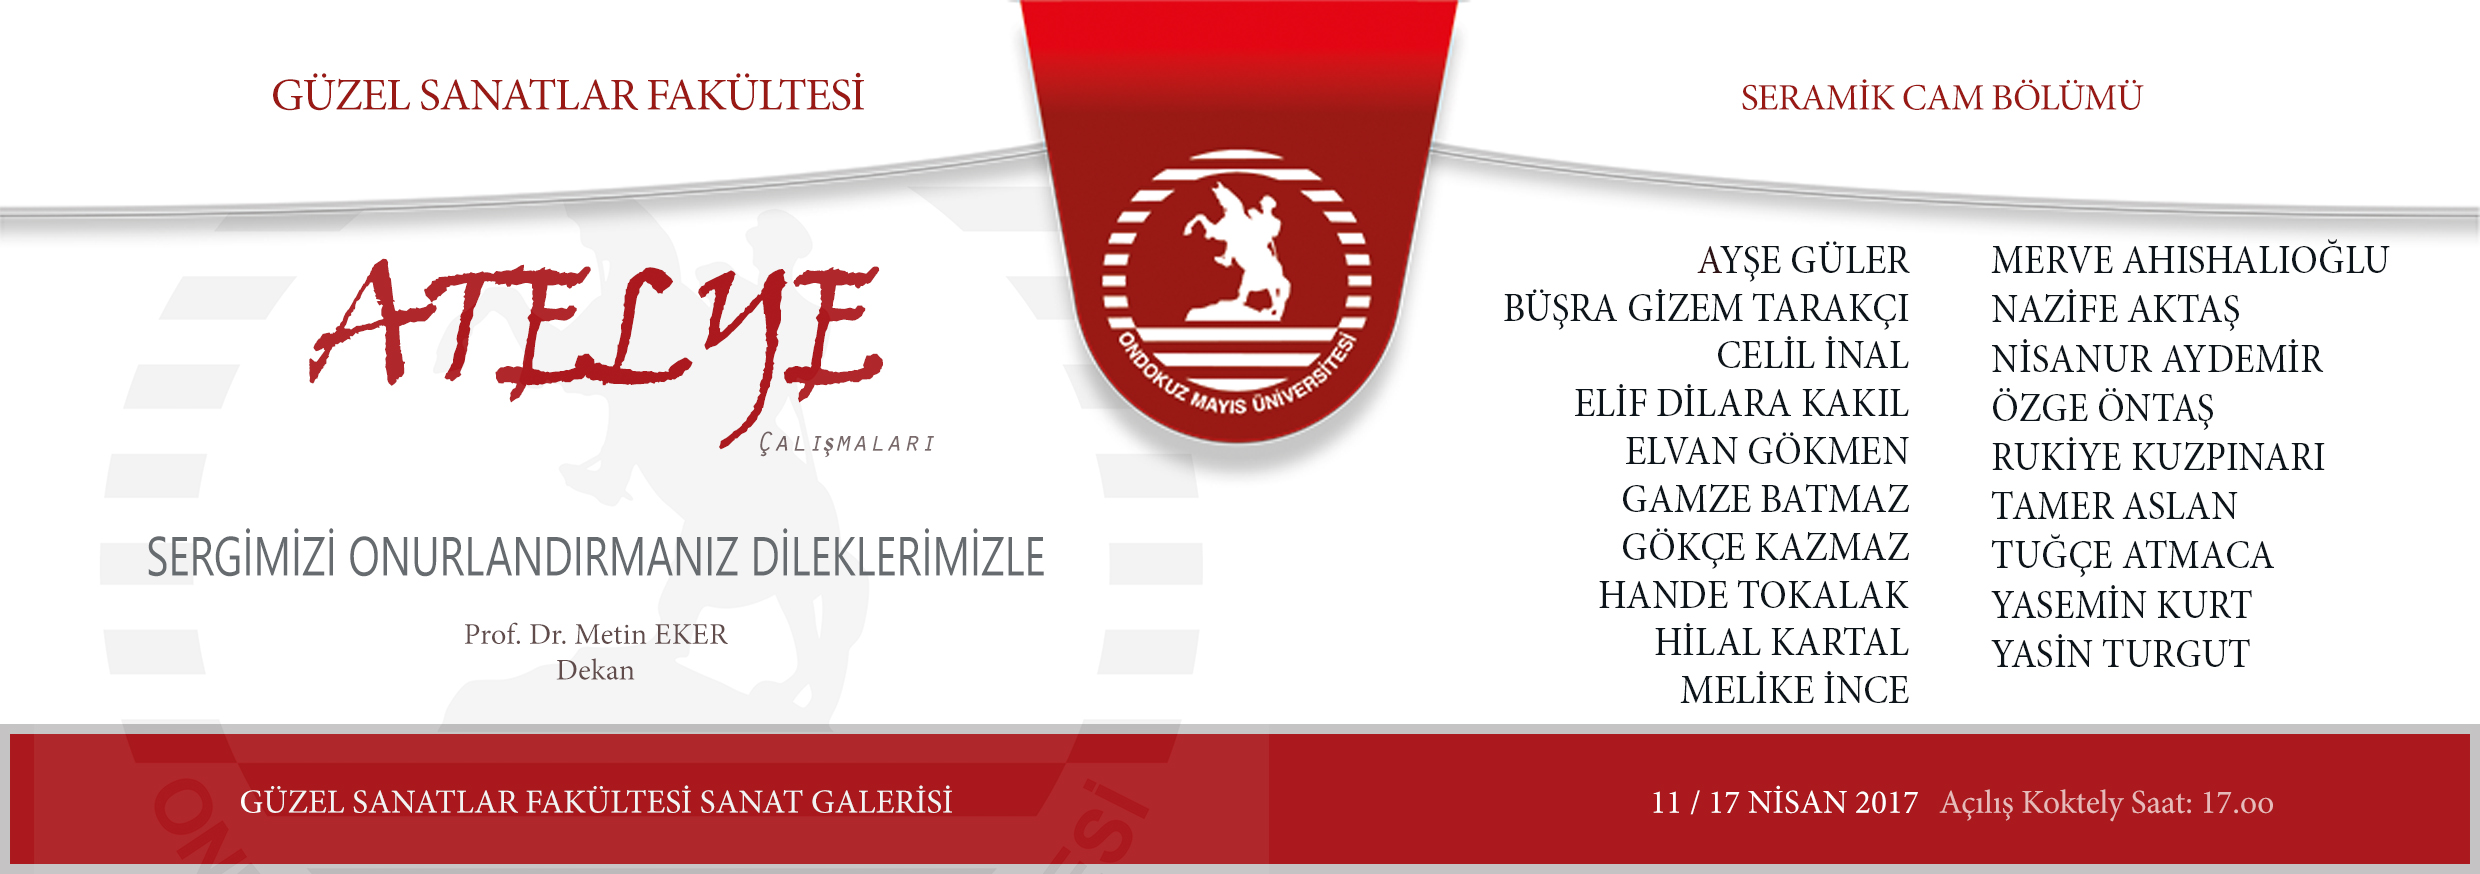 GÜZEL SANATLAR FAKÜLTESİ
SERAMİK CAM BÖLÜMÜ
ONDOKUZ MAYIS ÜNİVERSİTESİ
ATELYE
ÇALIŞMALARI
SERGİMİZİ ONURLANDIRMANIZ DİLEKLERİMİZLE
Prof. Dr. Metin EKER
Dekan
AYŞE GÜLER
BÜŞRA GİZEM TARAKÇI
CELİL İNAL
ELİF DİLARA KAKIL
ELVAN GÖKMEN
GAMZE BATMAZ
GÖKÇE KAZMAZ
HANDE TOKALAK
HİLAL KARTAL
MELİKE İNCE
MERVE AHISHALIOĞLU
NAZİFE AKTAŞ
NİSANUR AYDEMİR
ÖZGE ÖNTAŞ
RUKİYE KUZPINARI
TAMER ASLAN
TUĞÇE ATMACA
YASEMİN KURT
YASİN TURGUT
GÜZEL SANATLAR FAKÜLTESİ SANAT GALERİSİ
11 / 17 NİSAN 2017 Açılış Koktely Saat: 17.oo